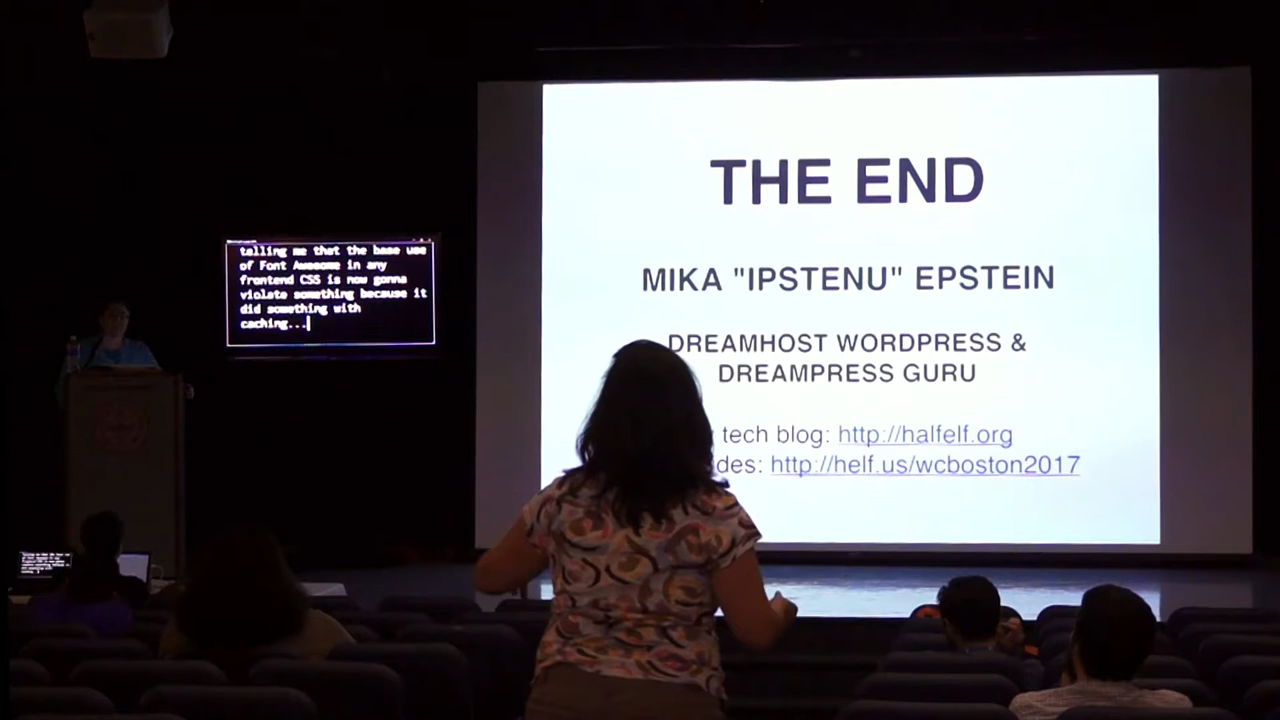 talling me that the base use
of Font Awesome in any
frontend CSS is now gonna
violate something because it
did something with
caching...
THE END
MIKA "IPSTENU" EPSTEIN
DREAMHOST WORDPRESS &
DREAMPRESS GURU
tech blog: http://halfelf.org
des: http://helf.us/wcboston2017